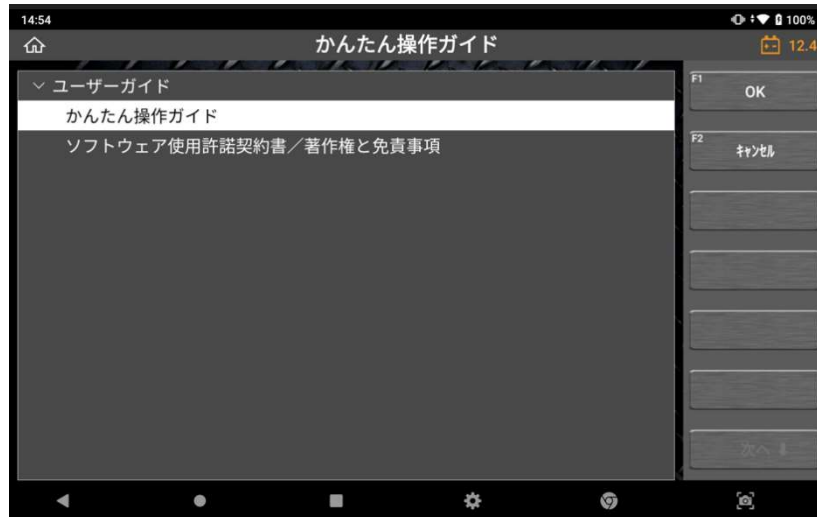 14:54
100%
かんたん操作ガイド
12.4
ユーザーガイド
かんたん操作ガイド
ソフトウェア使用許諾契約書／著作権と免責事項
F1
OK
F2
ｷｬﾝｾﾙ
次へ ⬇